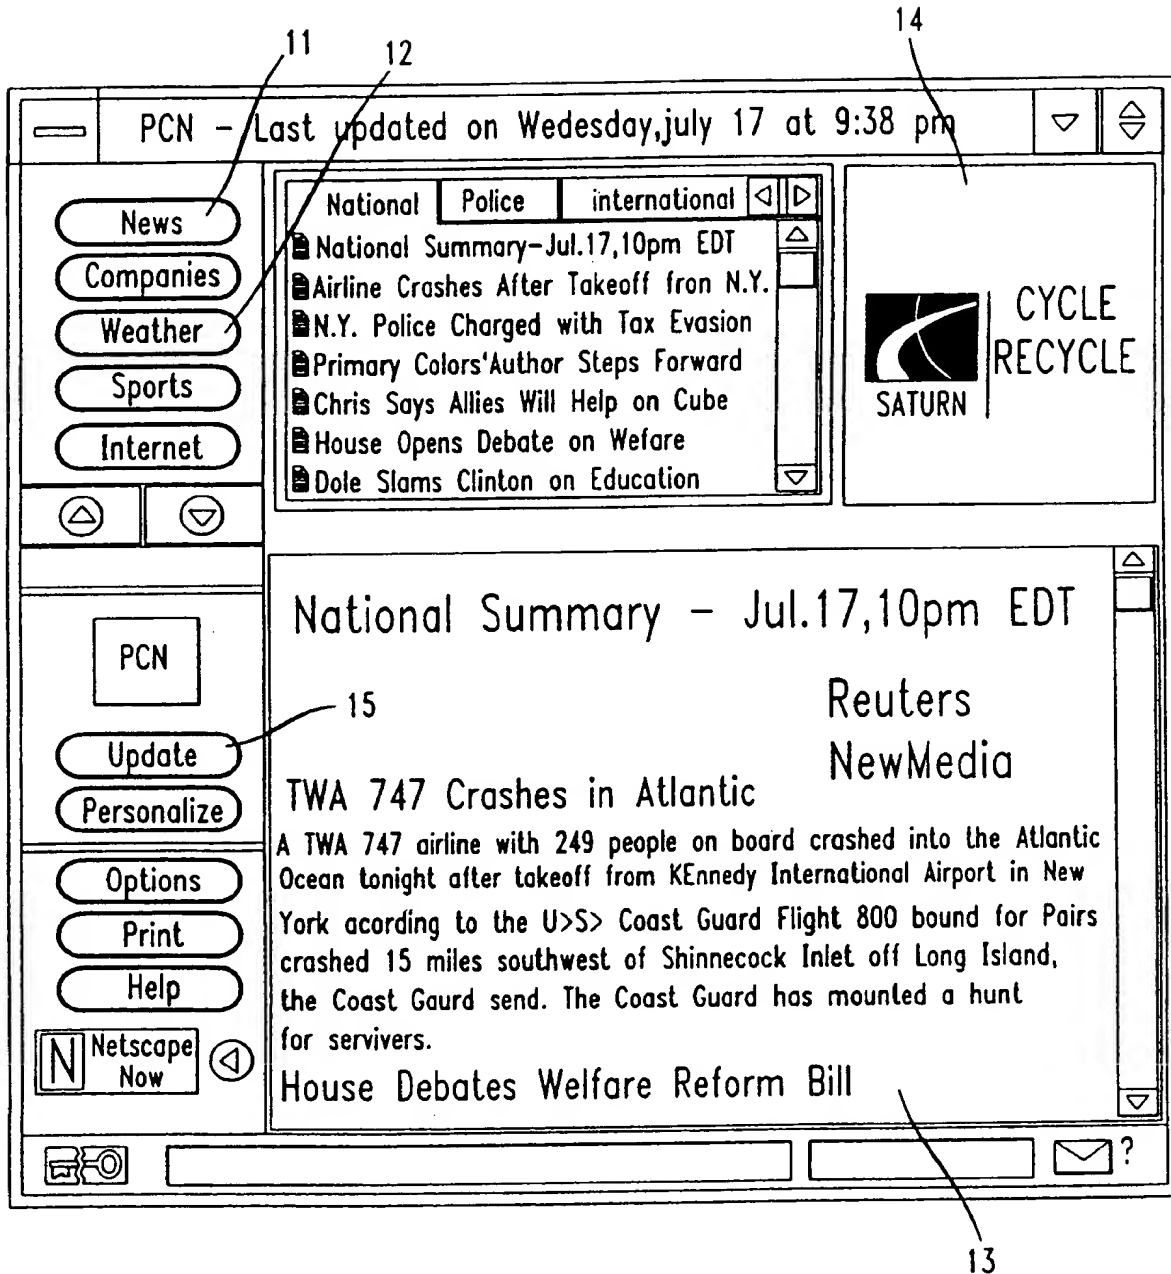 11
12
14
PCN - Last updated on Wedesday,july 17 at 9:38 pm
News
Companies
Weather
Sports
Internet
National Police international
National Summary-Jul.17,10pm EDT
Airline Crashes After Takeoff fron N.Y.
N.Y. Police Charged with Tax Evasion
Primary Colors'Author Steps Forward
Chris Says Allies Will Help on Cube
House Opens Debate on Wefare
Dole Slams Clinton on Education
CYCLE
RECYCLE
SATURN
PCN
15
Update
Personalize
Options
Print
Help
N Netscape
Now
National Summary - Jul.17,10pm EDT
Reuters
NewMedia
TWA 747 Crashes in Atlantic
A TWA 747 airline with 249 people on board crashed into the Atlantic
Ocean tonight after takeoff from KEnnedy International Airport in New
York acording to the U>S> Coast Guard Flight 800 bound for Pairs
crashed 15 miles southwest of Shinnecock Inlet off Long Island,
the Coast Gaurd send. The Coast Guard has mounted a hunt
for servivers.
House Debates Welfare Reform Bill
?
13